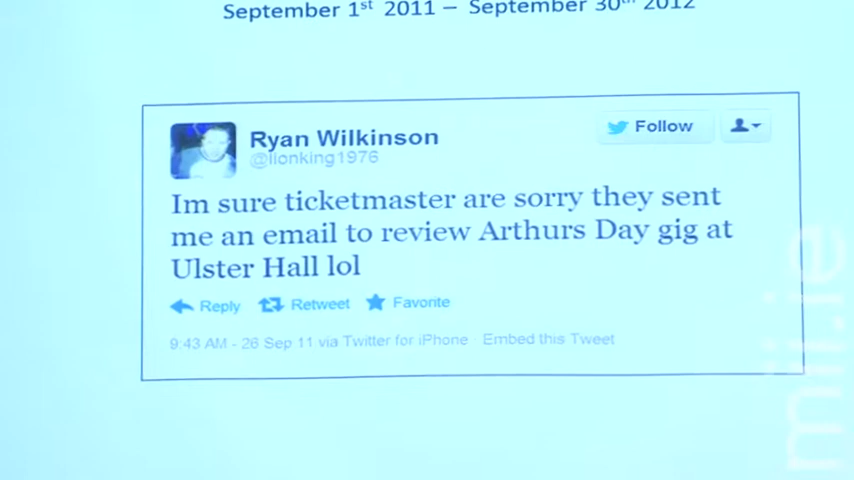 September 1st 2011 – September 30th 2012
Ryan Wilkinson
Follow
@lionking1976
Im sure ticketmaster are sorry they sent
me an email to review Arthurs Day gig at
Ulster Hall lol
Reply Retweet Favorite
9:43 AM - 26 Sep 11 via Twitter for iPhone · Embed this Tweet
mii.ie